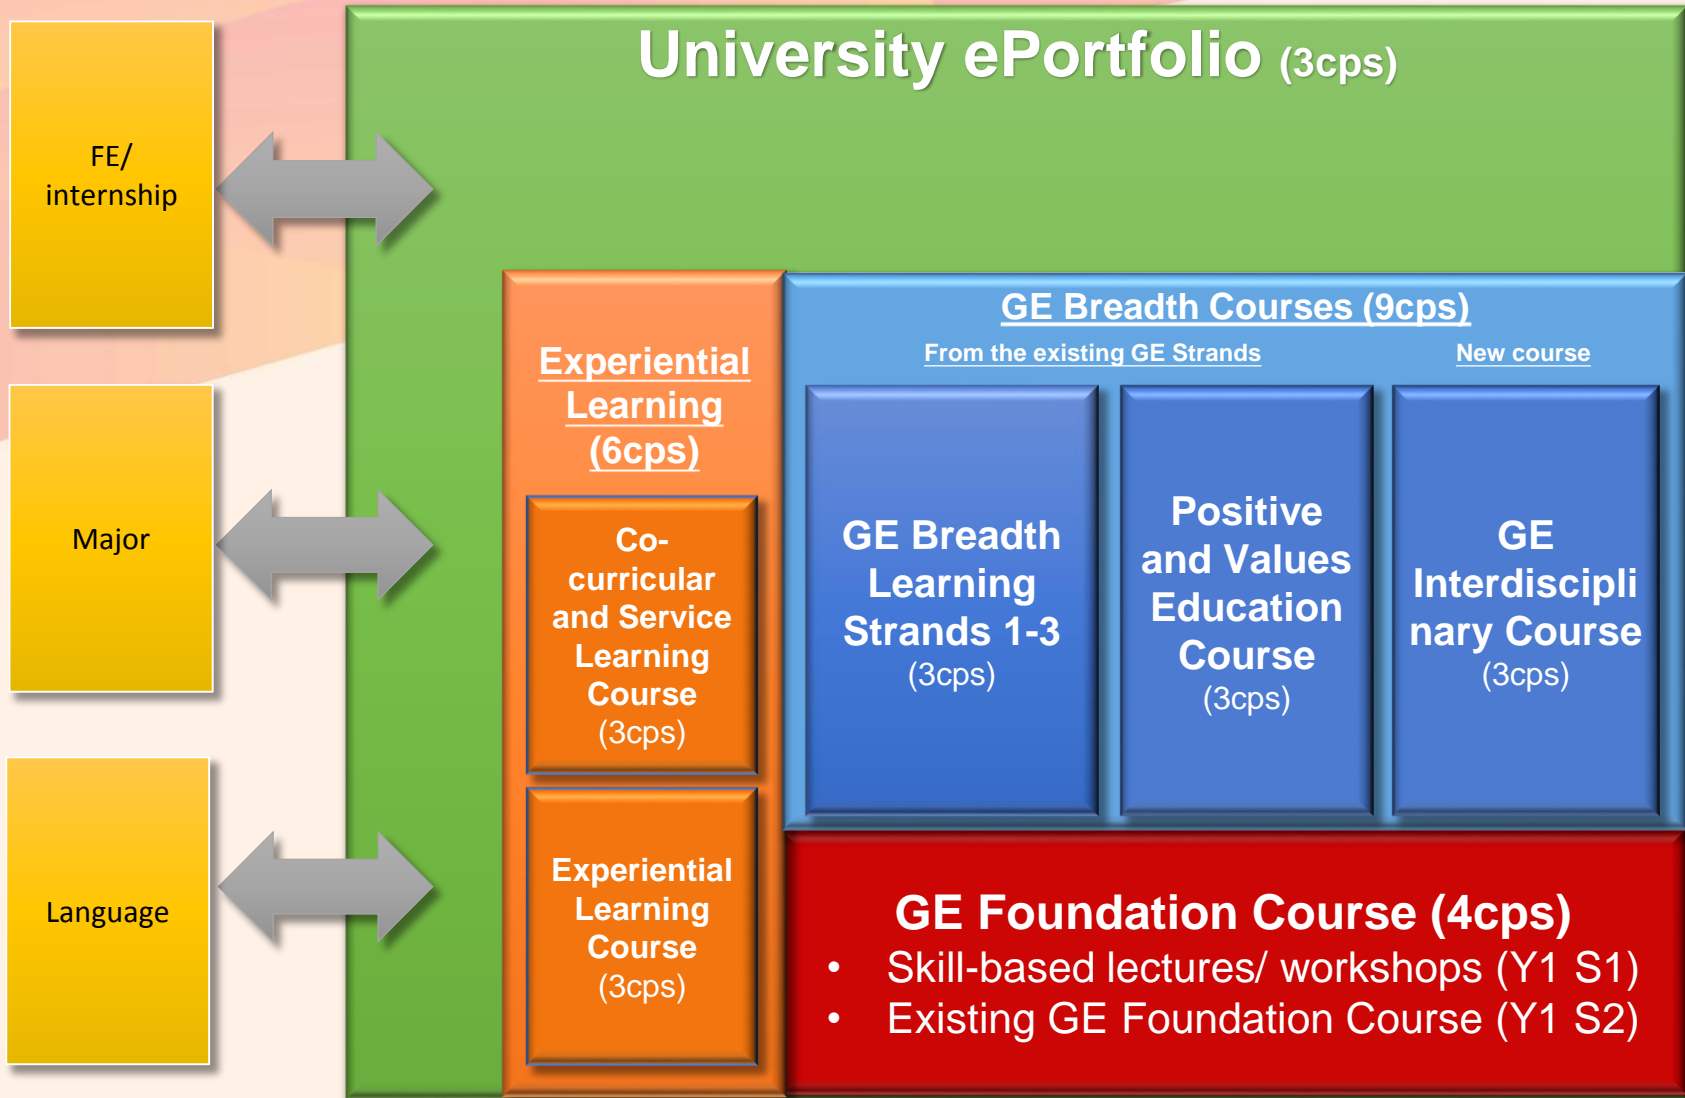 University ePortfolio (3cps)
FE/
internship
Major
Language
Experiential
Learning
(6cps)
Co-
curricular
and Service
Learning
Course
(3cps)
Experiential
Learning
Course
(3cps)
GE Breadth Courses (9cps)
From the existing GE Strands
New course
GE Breadth
Learning
Strands 1-3
(3cps)
Positive
and Values
Education
Course
(3cps)
GE
Interdiscipli
nary Course
(3cps)
GE Foundation Course (4cps)
• Skill-based lectures/ workshops (Y1 S1)
• Existing GE Foundation Course (Y1 S2)